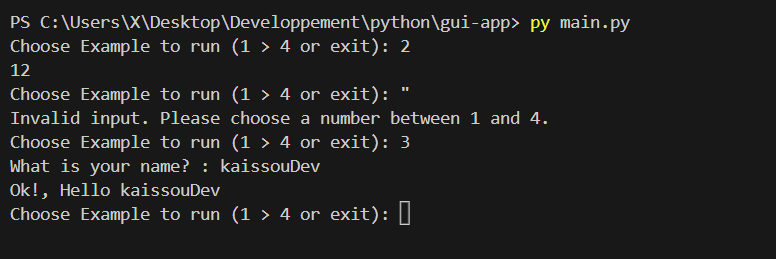 PS C:\Users\X\Desktop\Developpement\python\gui-app> py main.py
Choose Example to run (1 > 4 or exit): 2
12
Choose Example to run (1 > 4 or exit): "
Invalid input. Please choose a number between 1 and 4.
Choose Example to run (1 > 4 or exit): 3
What is your name? : kaissouDev
Ok!, Hello kaissouDev
Choose Example to run (1 > 4 or exit):